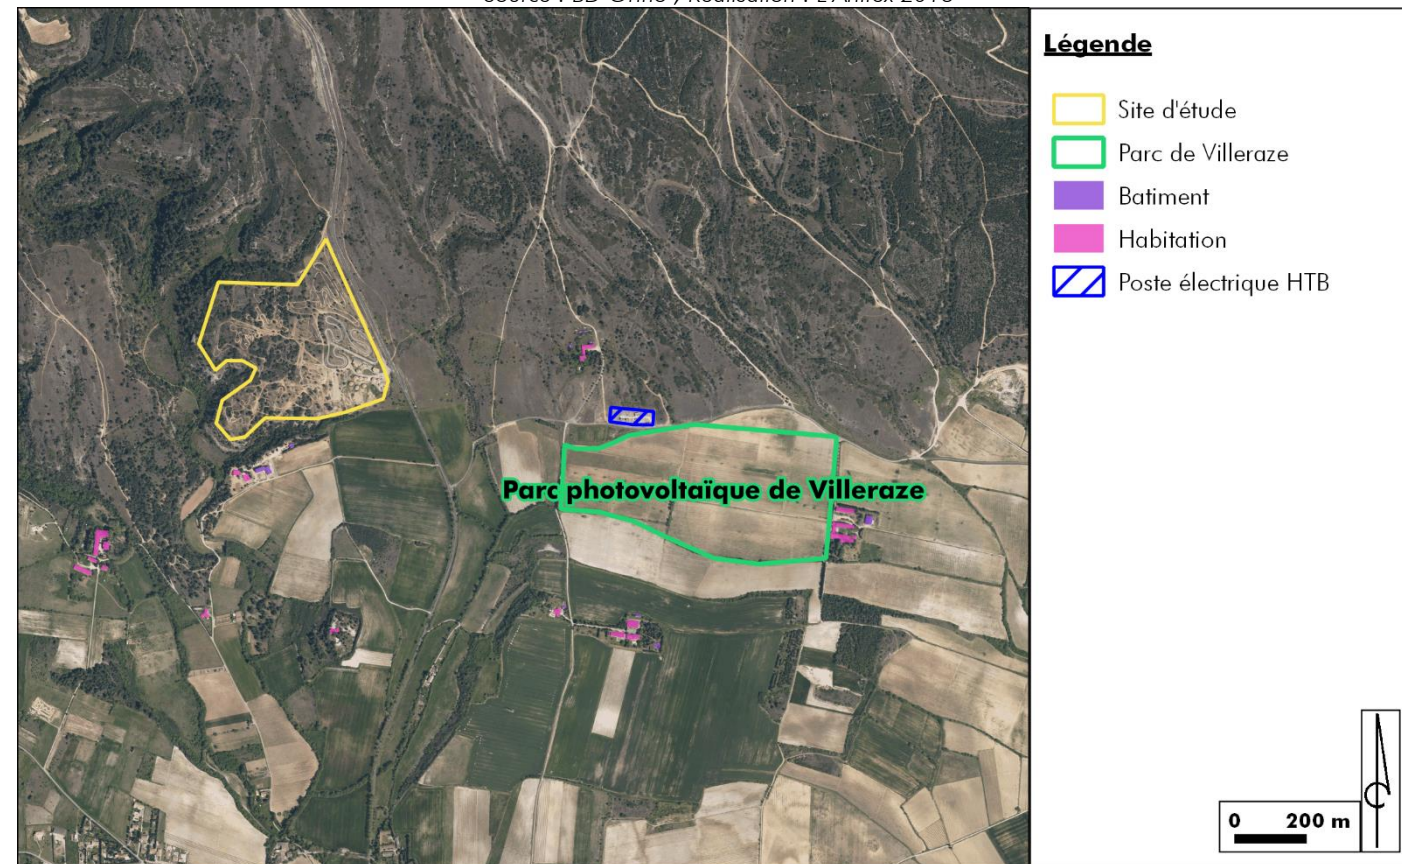 Légende
Site d'étude
Parc de Villeraze
Batiment
Habitation
Poste électrique HTB
Parc photovoltaïque de Villeraze
0 200 m